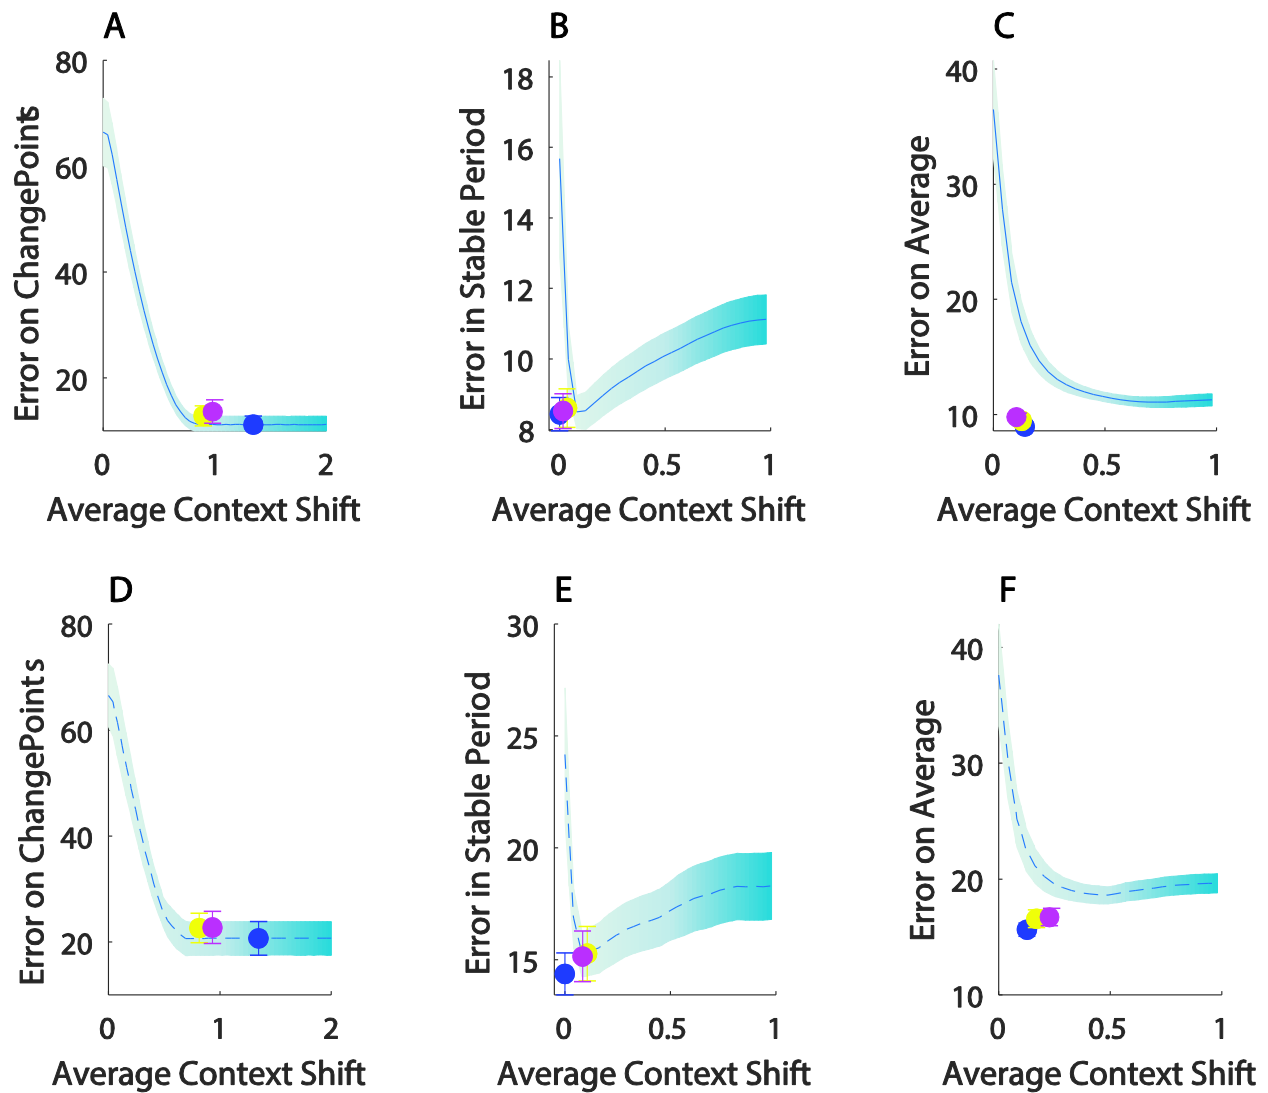 A
Error on ChangePoints
80
60
40
20
0 1 2
Average Context Shift
B
Error in Stable Period
18
16
14
12
10
8
0 0.5 1
Average Context Shift
C
Error on Average
40
30
20
10
0 0.5 1
Average Context Shift
D
Error on ChangePoints
80
60
40
20
0 1 2
Average Context Shift
E
Error in Stable Period
30
25
20
15
0 0.5 1
Average Context Shift
F
Error on Average
40
30
20
10
0 0.5 1
Average Context Shift